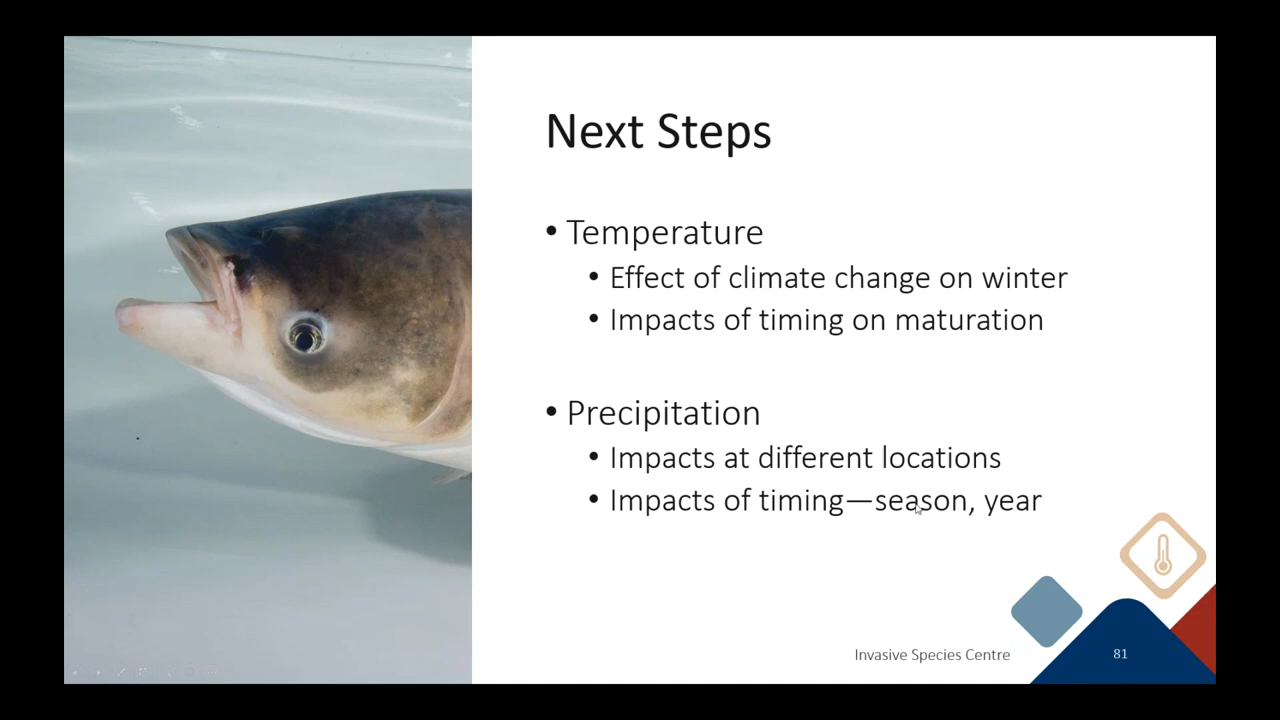 Next Steps
• Temperature
• Effect of climate change on winter
• Impacts of timing on maturation
• Precipitation
• Impacts at different locations
• Impacts of timing—season, year
Invasive Species Centre
81